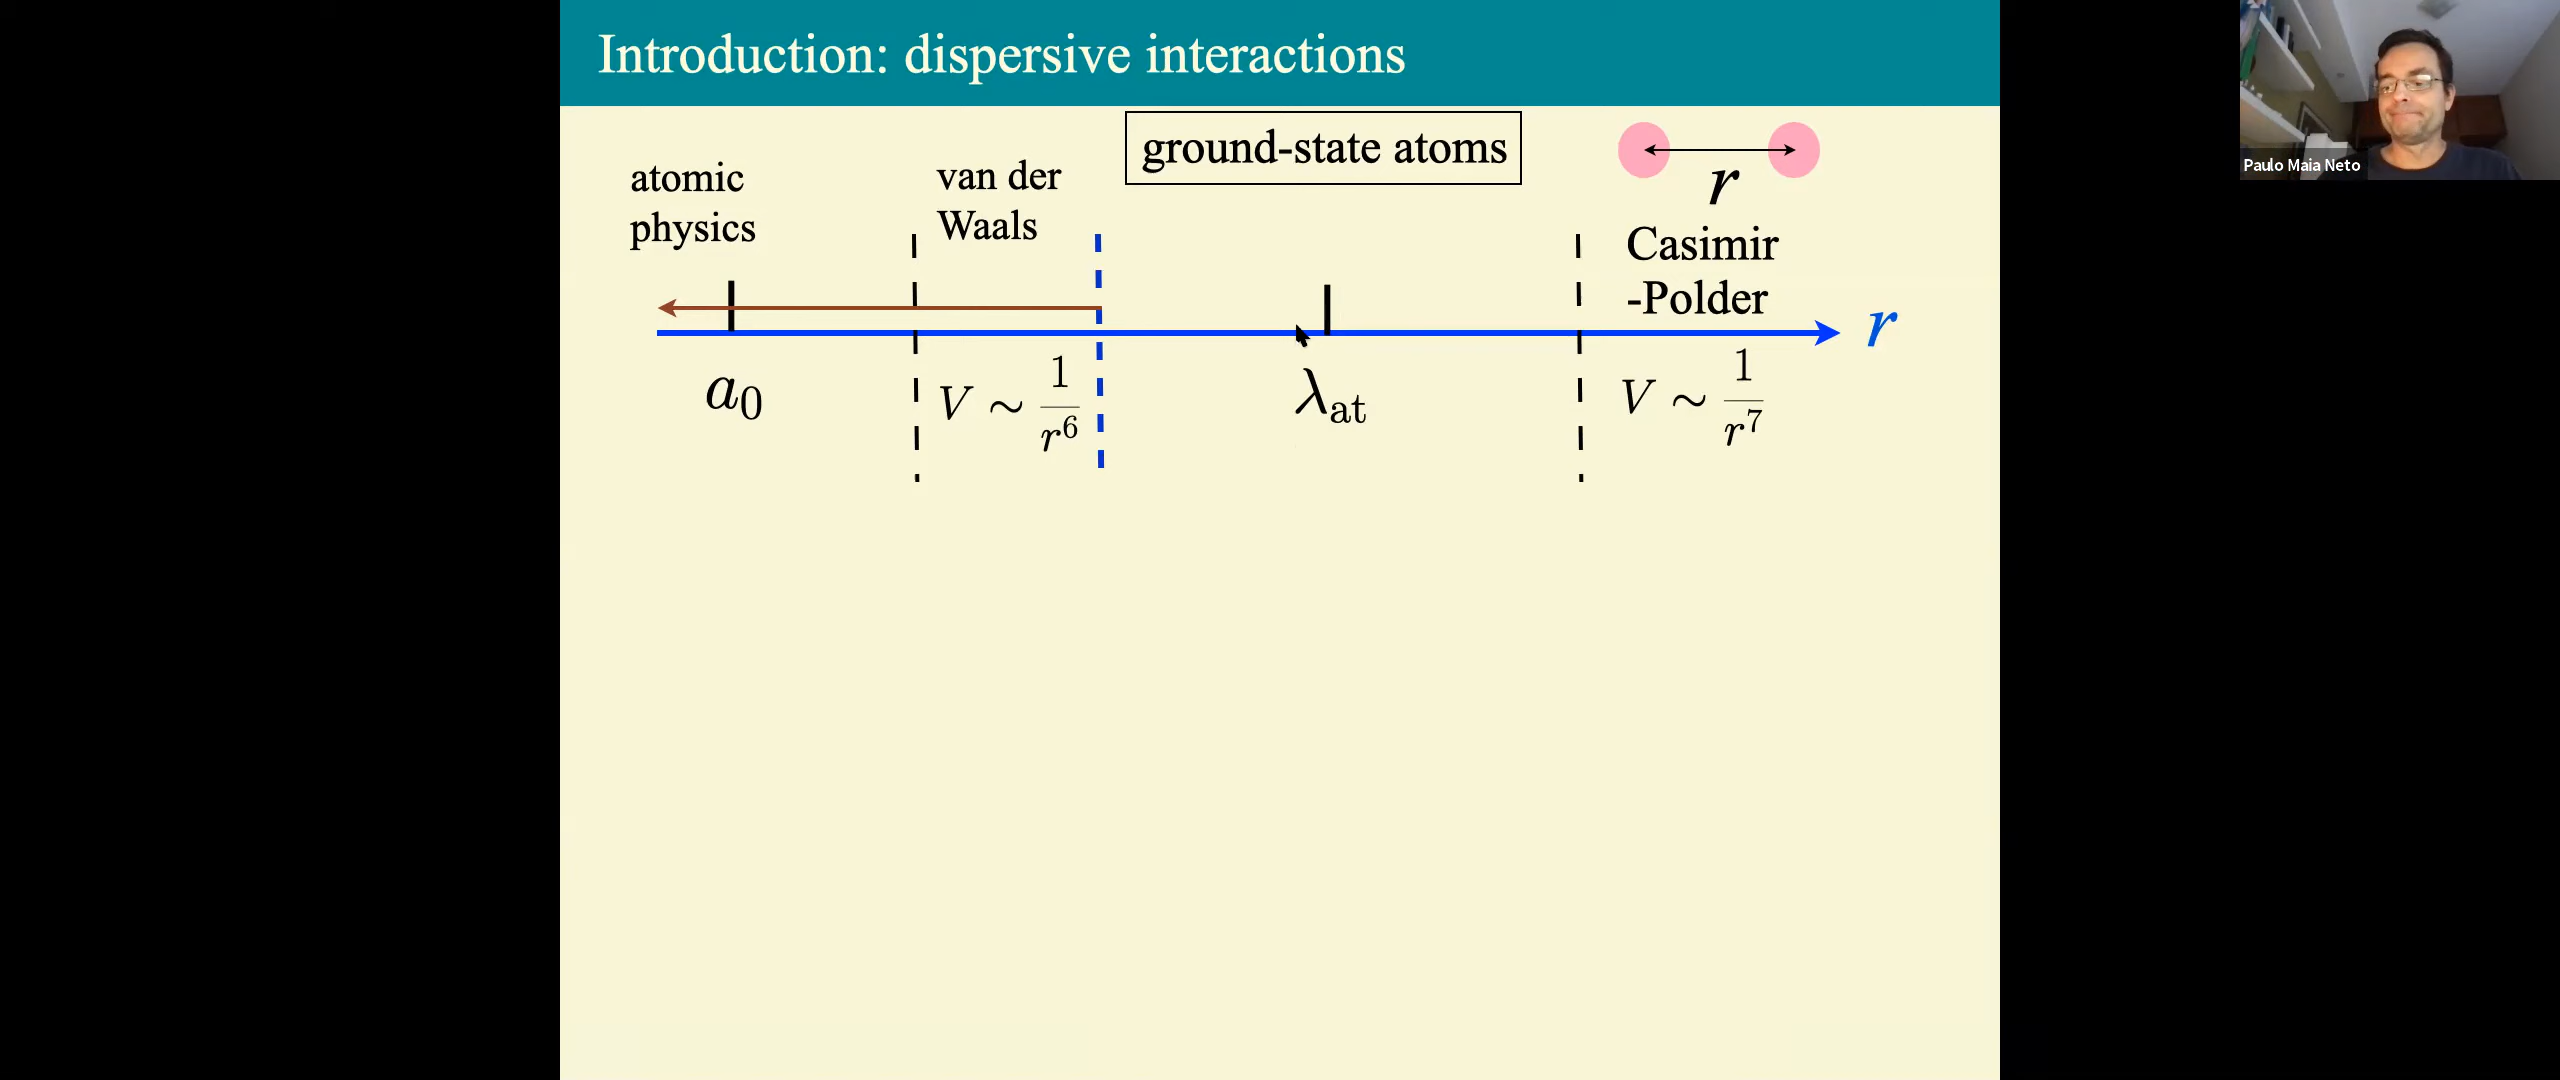 Introduction: dispersive interactions
ground-state atoms
atomic
physics
van der
Waals
r
Casimir
-Polder
r
a₀
V ~ 1/r⁶
λat
V ~ 1/r⁷
Paulo Maia Neto